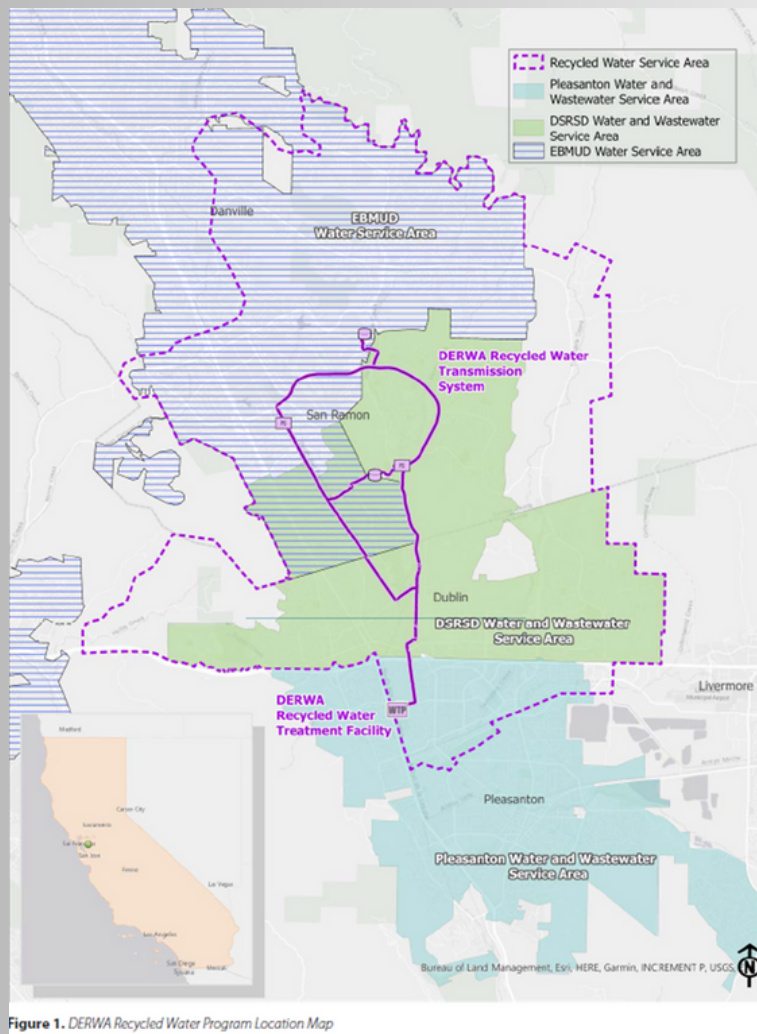 Recycled Water Service Area
Pleasanton Water and
Wastewater Service Area
DSRSD Water and Wastewater
Service Area
EBMUD Water Service Area
Danville
EBMUD
Water Service Area
DERWA Recycled Water
Transmission
System
San Ramon
PS
PS
Dublin
DSRSD Water and Wastewater
Service Area
Livermore
DERWA
Recycled Water
Treatment Facility
WTP
Pleasanton
Pleasanton Water and Wastewater
Service Area
Medford
Carson City
Sacramento
San Francisco
San Jose
Fresno
Las Vegas
Los Angeles
San Diego
Tijuana
Mexicali
Bureau of Land Management, Esri, HERE, Garmin, INCREMENT P, USGS,
N
Figure 1. DERWA Recycled Water Program Location Map